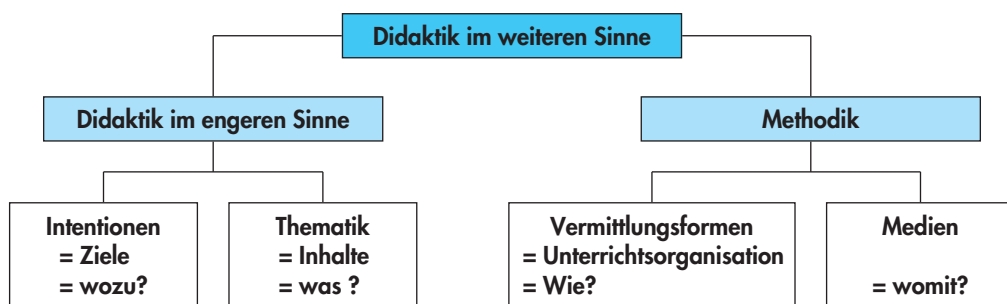 Didaktik im weiteren Sinne
Didaktik im engeren Sinne
Methodik
Intentionen
= Ziele
= wozu?
Thematik
= Inhalte
= was ?
Vermittlungsformen
= Unterrichtsorganisation
= Wie?
Medien
= womit?